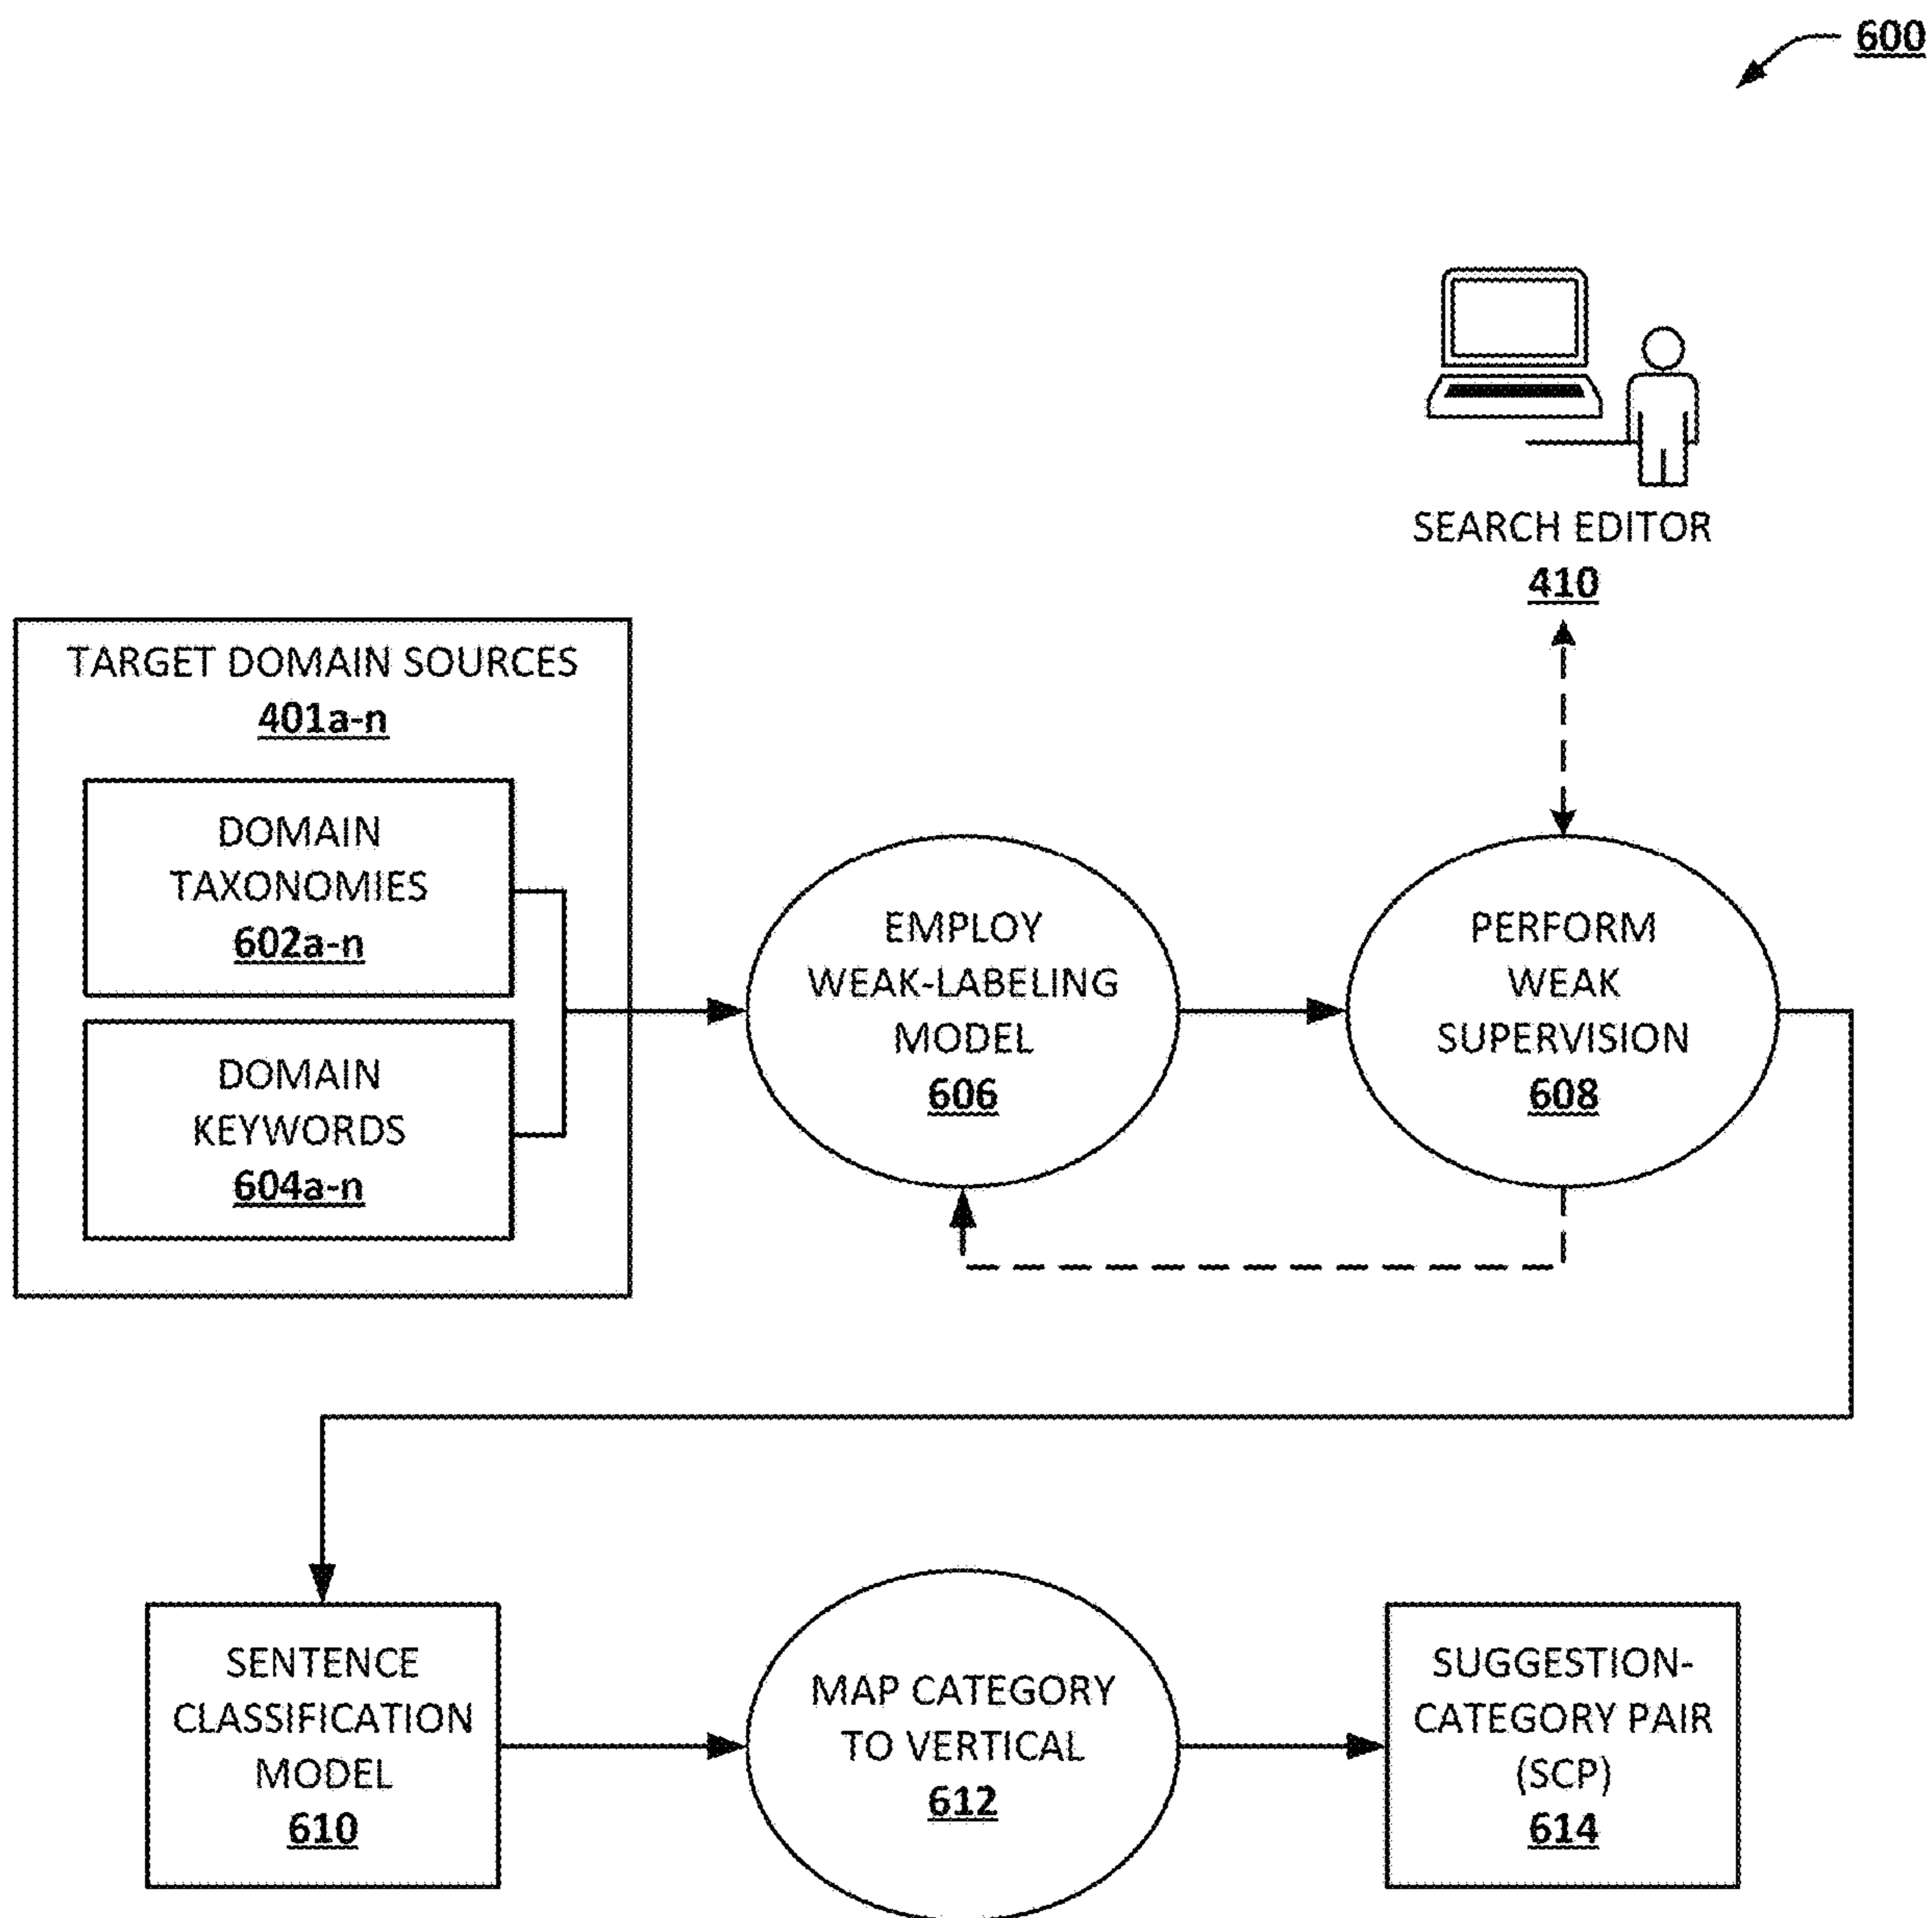 600
SEARCH EDITOR
410
TARGET DOMAIN SOURCES
401a-n
DOMAIN
TAXONOMIES
602a-n
DOMAIN
KEYWORDS
604a-n
EMPLOY
WEAK-LABELING
MODEL
606
PERFORM
WEAK
SUPERVISION
608
SENTENCE
CLASSIFICATION
MODEL
610
MAP CATEGORY
TO VERTICAL
612
SUGGESTION-
CATEGORY PAIR
(SCP)
614